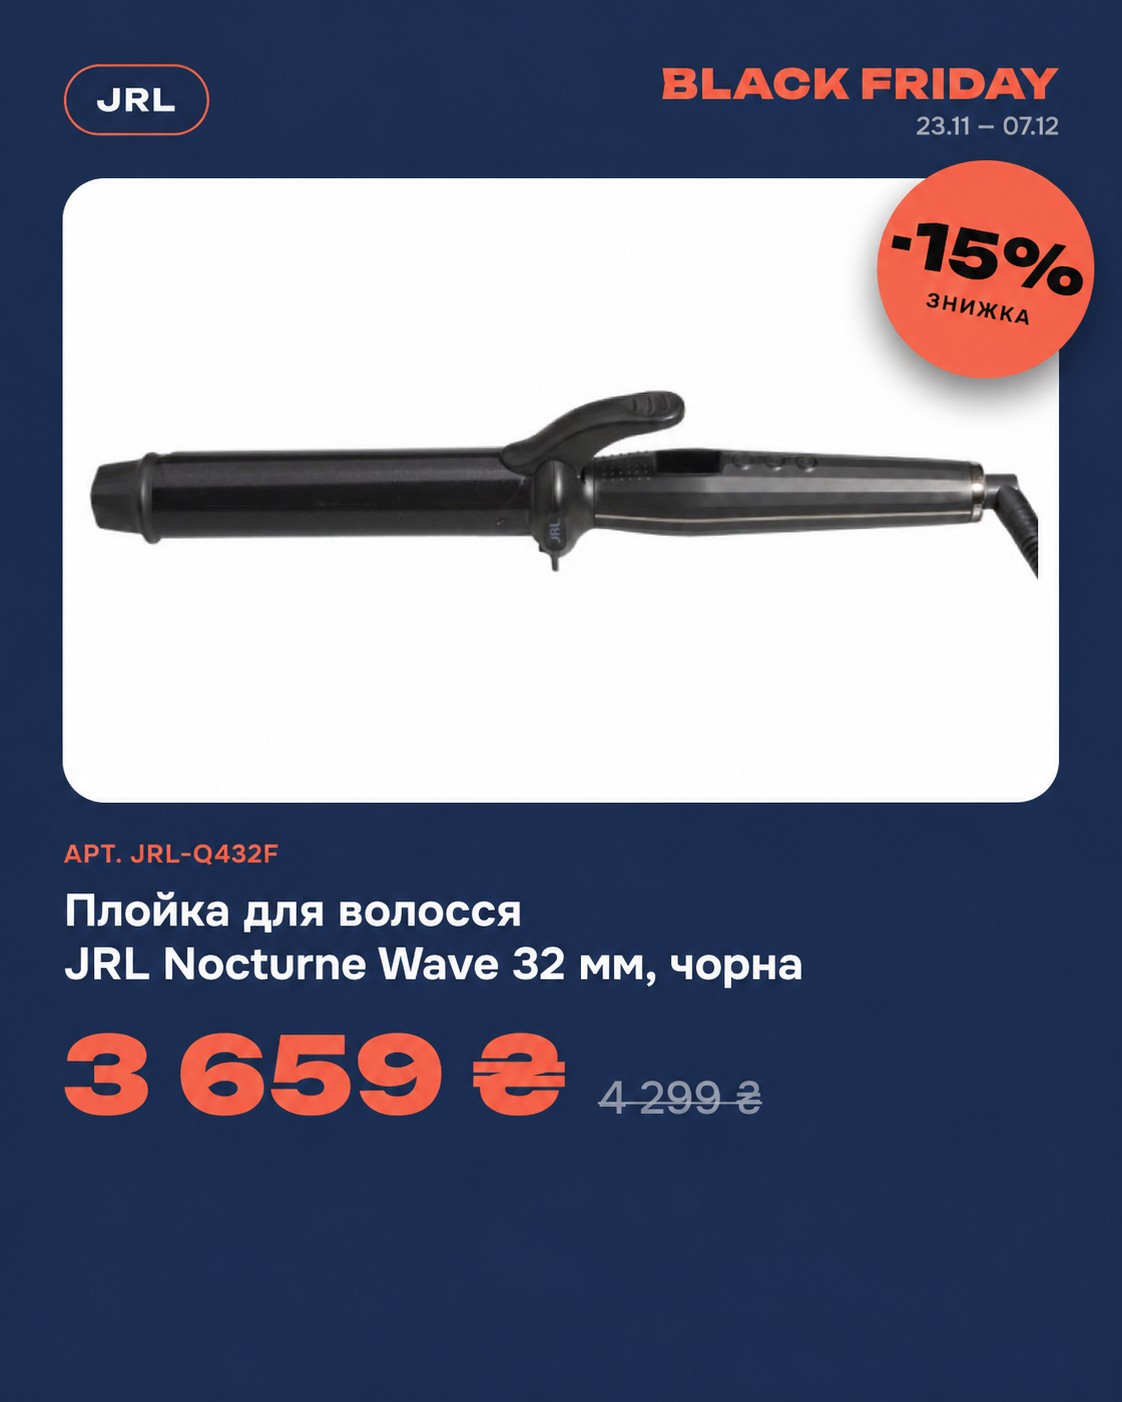 JRL
BLACK FRIDAY
23.11 – 07.12
-15%
ЗНИЖКА
JRL
АРТ. JRL-Q432F
Плойка для волосся
JRL Nocturne Wave 32 мм, чорна
3 659 ₴
4 299 ₴